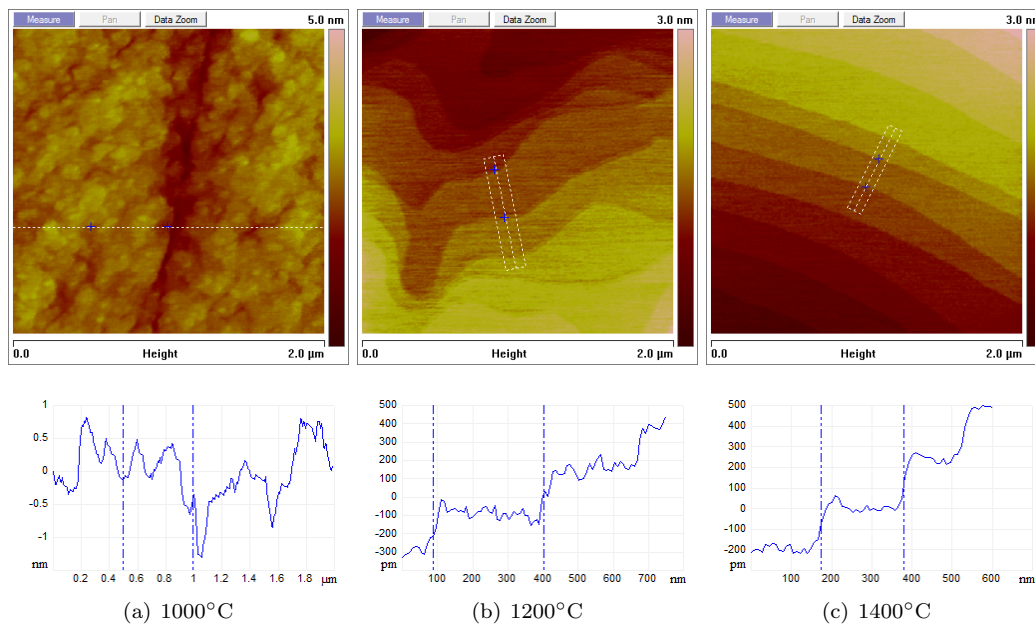 Measure Pan Data Zoom 5.0 nm
Measure Pan Data Zoom 3.0 nm
Measure Pan Data Zoom 3.0 n
0.0 Height 2.0 µm
0.0 Height 2.0 µm
0.0 Height 2.0 µm
1
0.5
0
-0.5
-1
nm
0.2 0.4 0.6 0.8 1 1.2 1.4 1.6 µm
500
400
300
200
100
0
-100
-200
-300
pm
100 200 300 400 500 600 700 nm
500
400
300
200
100
0
-100
-200
pm
100 200 300 400 500 600 nm
(a) 1000°C
(b) 1200°C
(c) 1400°C